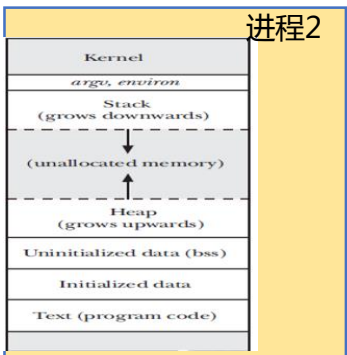 进程2
Kernel
argv, environ
Stack
(grows downwards)
(unallocated memory)
Heap
(grows upwards)
Uninitialized data (bss)
Initialized data
Text (program code)